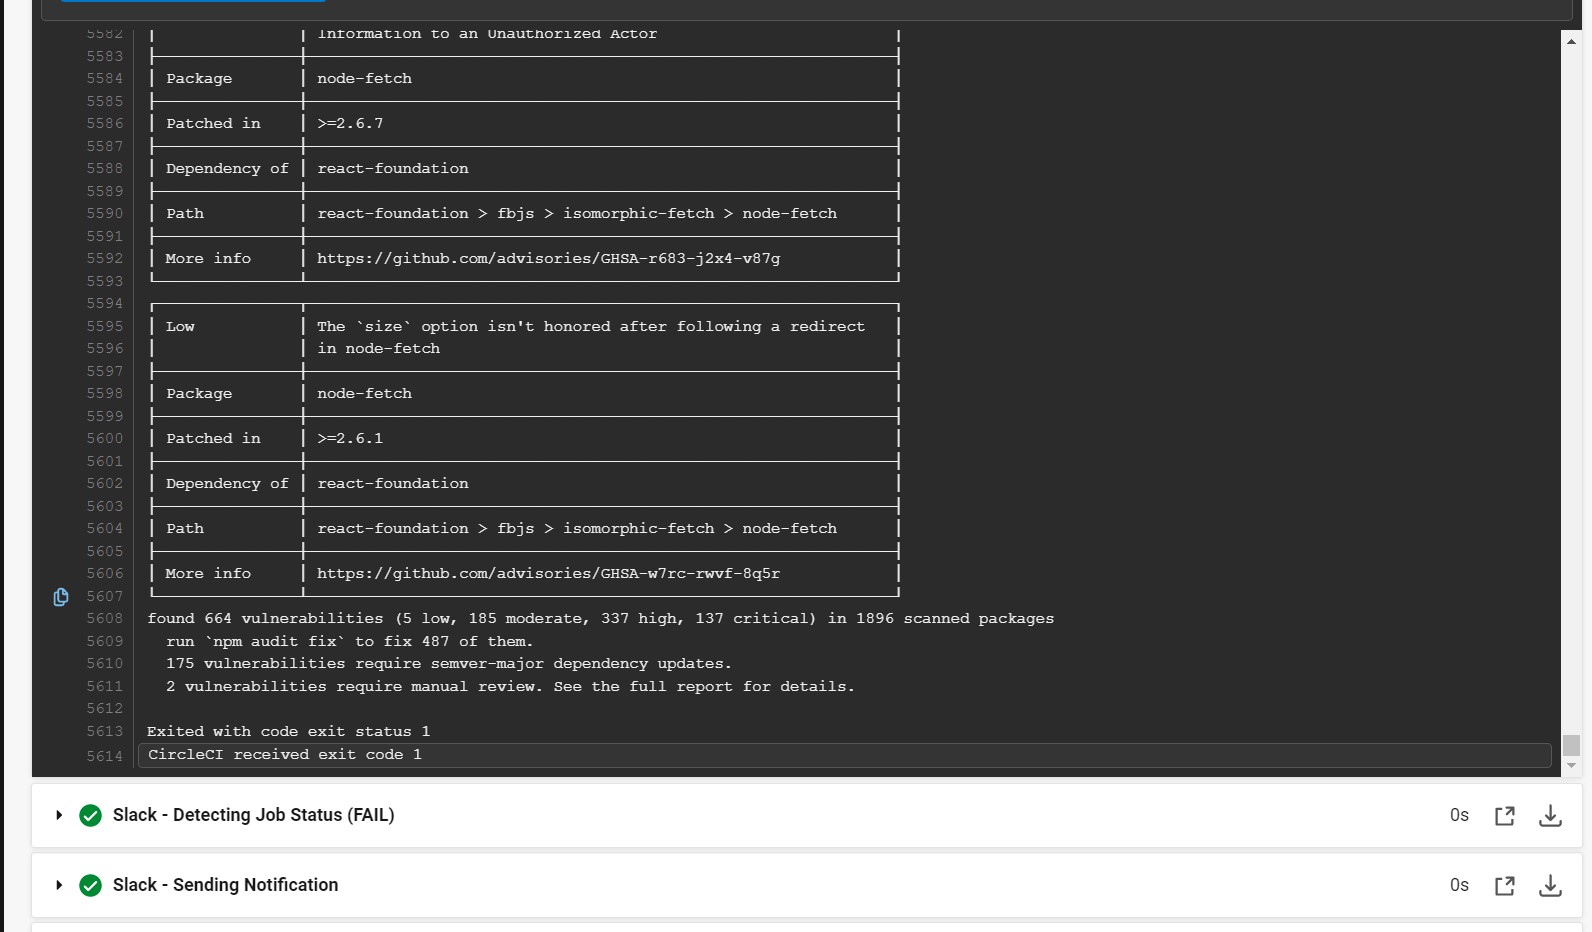 5582 Information to an Unauthorized Actor
5583
5584 Package node-fetch
5585
5586 Patched in >=2.6.7
5587
5588 Dependency of react-foundation
5589
5590 Path react-foundation > fbjs > isomorphic-fetch > node-fetch
5591
5592 More info https://github.com/advisories/GHSA-r683-j2x4-v87g
5593
5594
5595 Low The `size` option isn't honored after following a redirect
5596 in node-fetch
5597
5598 Package node-fetch
5599
5600 Patched in >=2.6.1
5601
5602 Dependency of react-foundation
5603
5604 Path react-foundation > fbjs > isomorphic-fetch > node-fetch
5605
5606 More info https://github.com/advisories/GHSA-w7rc-rwvf-8q5r
5607
5608 found 664 vulnerabilities (5 low, 185 moderate, 337 high, 137 critical) in 1896 scanned packages
5609 run `npm audit fix` to fix 487 of them.
5610 175 vulnerabilities require semver-major dependency updates.
5611 2 vulnerabilities require manual review. See the full report for details.
5612
5613 Exited with code exit status 1
5614 CircleCI received exit code 1
Slack - Detecting Job Status (FAIL) 0s
Slack - Sending Notification 0s